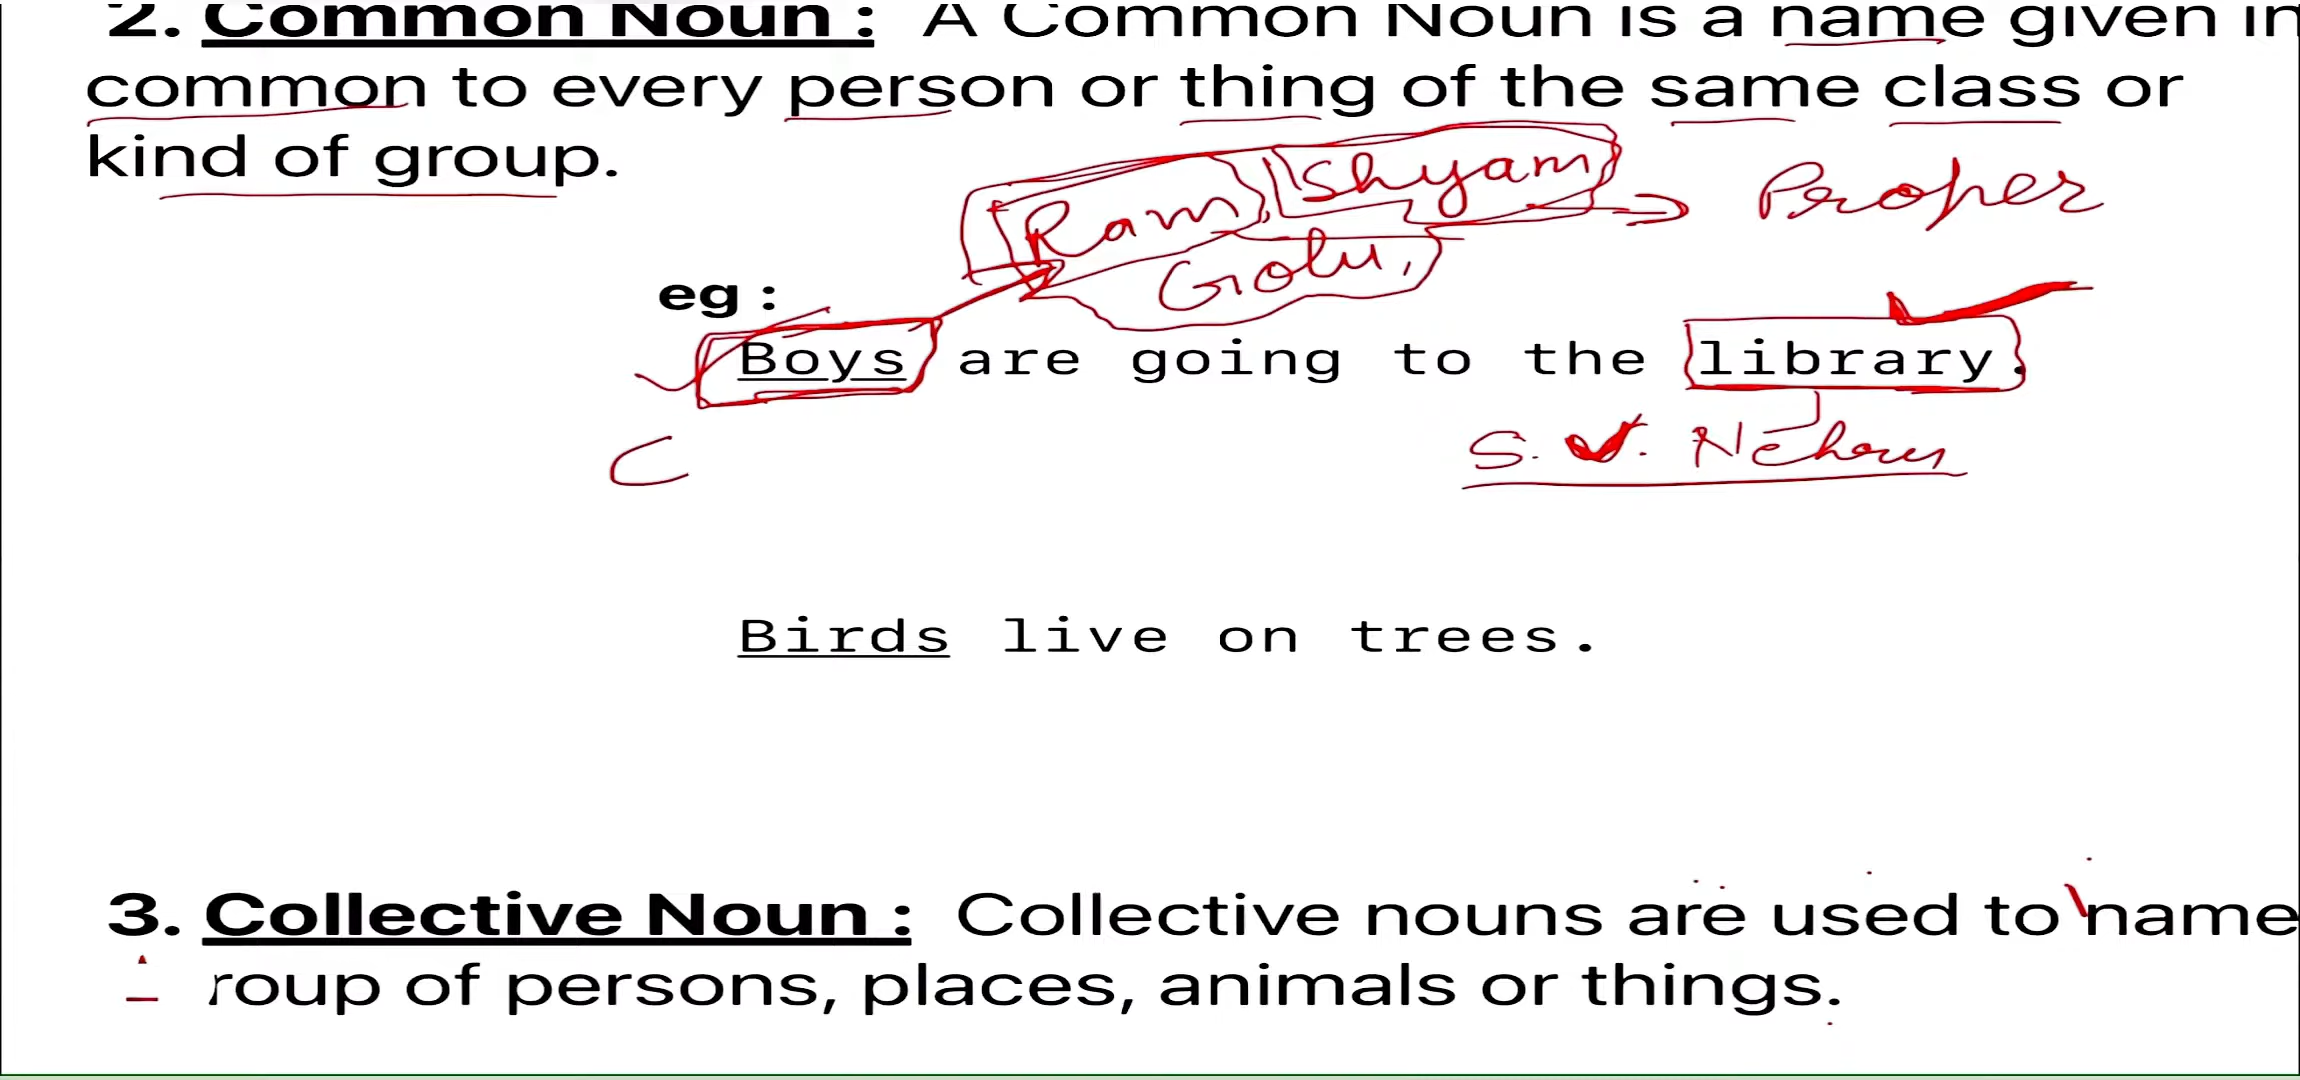 2. Common Noun : A Common Noun is a name given in
common to every person or thing of the same class or
kind of group.
Ram, Shyam
Proper
Golu,
eg :
Boys are going to the library.
C
S. V. Nehru
Birds live on trees.
3. Collective Noun : Collective nouns are used to name
roup of persons, places, animals or things.